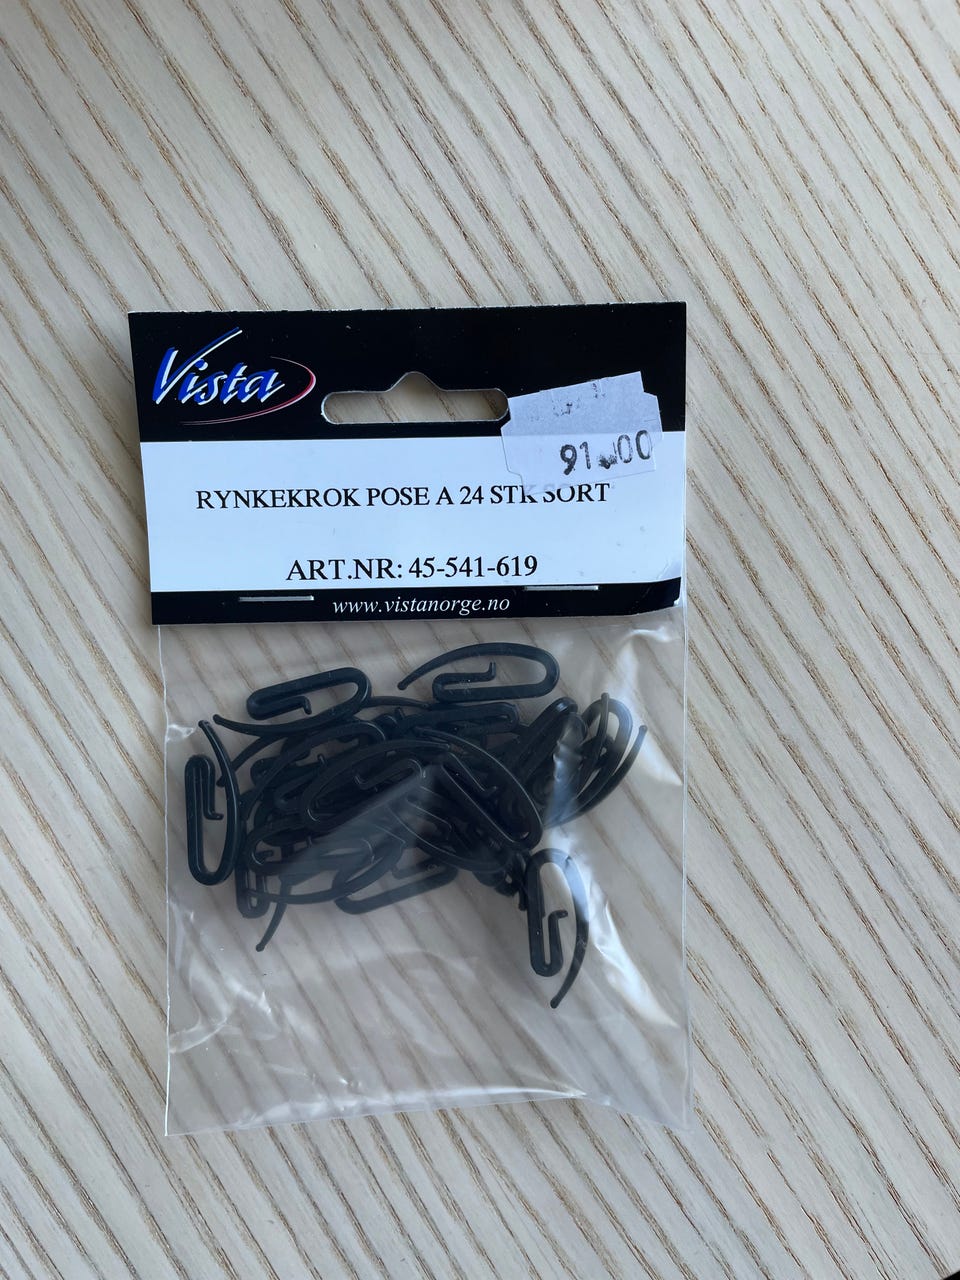 Vista
91.00
RYNKEKROK POSE A 24 STK SORT
ART.NR: 45-541-619
www.vistanorge.no